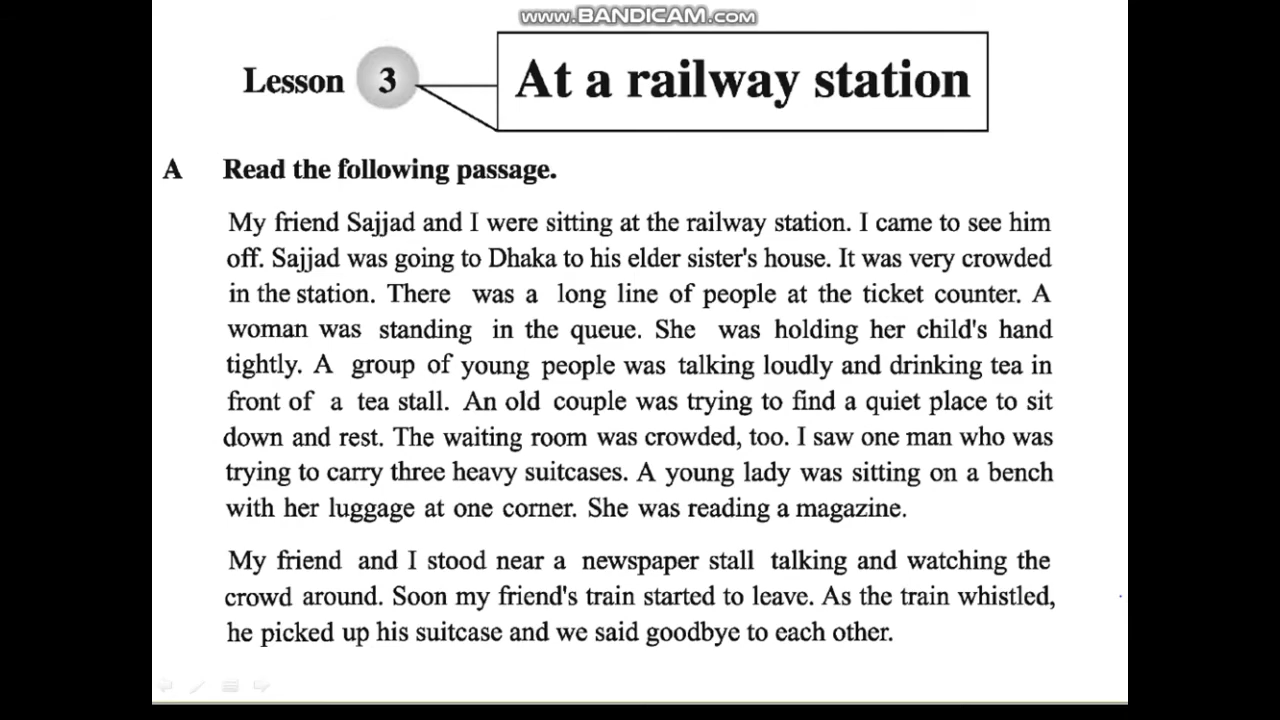 www.BANDICAM.com
Lesson 3 At a railway station
A Read the following passage.
My friend Sajjad and I were sitting at the railway station. I came to see him
off. Sajjad was going to Dhaka to his elder sister's house. It was very crowded
in the station. There was a long line of people at the ticket counter. A
woman was standing in the queue. She was holding her child's hand
tightly. A group of young people was talking loudly and drinking tea in
front of a tea stall. An old couple was trying to find a quiet place to sit
down and rest. The waiting room was crowded, too. I saw one man who was
trying to carry three heavy suitcases. A young lady was sitting on a bench
with her luggage at one corner. She was reading a magazine.
My friend and I stood near a newspaper stall talking and watching the
crowd around. Soon my friend's train started to leave. As the train whistled,
he picked up his suitcase and we said goodbye to each other.